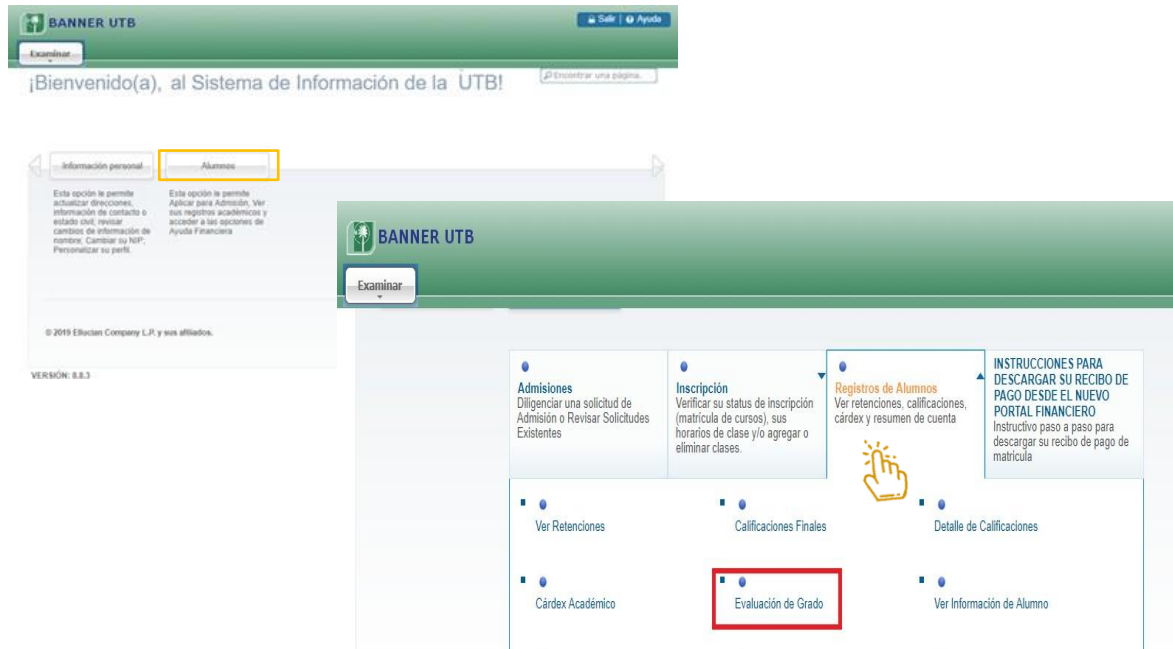 BANNER UTB
Salir | Ayuda
Examinar
¡Bienvenido(a), al Sistema de Información de la UTB!
Encontrar una página.
Información personal
Alumnos
Esta opción le permite
actualizar direcciones,
información de contacto o
estado civil, revisar
cambios de información de
nombre; Cambiar su NIP;
Personalizar su perfil.
Esta opción le permite
Aplicar para Admisión, Ver
sus registros académicos y
acceder a las opciones de
Ayuda Financiera
© 2019 Ellucian Company L.P. y sus afiliados.
VERSIÓN: 8.8.3
BANNER UTB
Examinar
Admisiones
Diligenciar una solicitud de
Admisión o Revisar Solicitudes
Existentes
Inscripción
Verificar su status de inscripción
(matrícula de cursos), sus
horarios de clase y/o agregar o
eliminar clases.
Registros de Alumnos
Ver retenciones, calificaciones,
cárdex y resumen de cuenta
INSTRUCCIONES PARA
DESCARGAR SU RECIBO DE
PAGO DESDE EL NUEVO
PORTAL FINANCIERO
Instructivo paso a paso para
descargar su recibo de pago de
matricula
Ver Retenciones
Calificaciones Finales
Detalle de Calificaciones
Cárdex Académico
Evaluación de Grado
Ver Información de Alumno